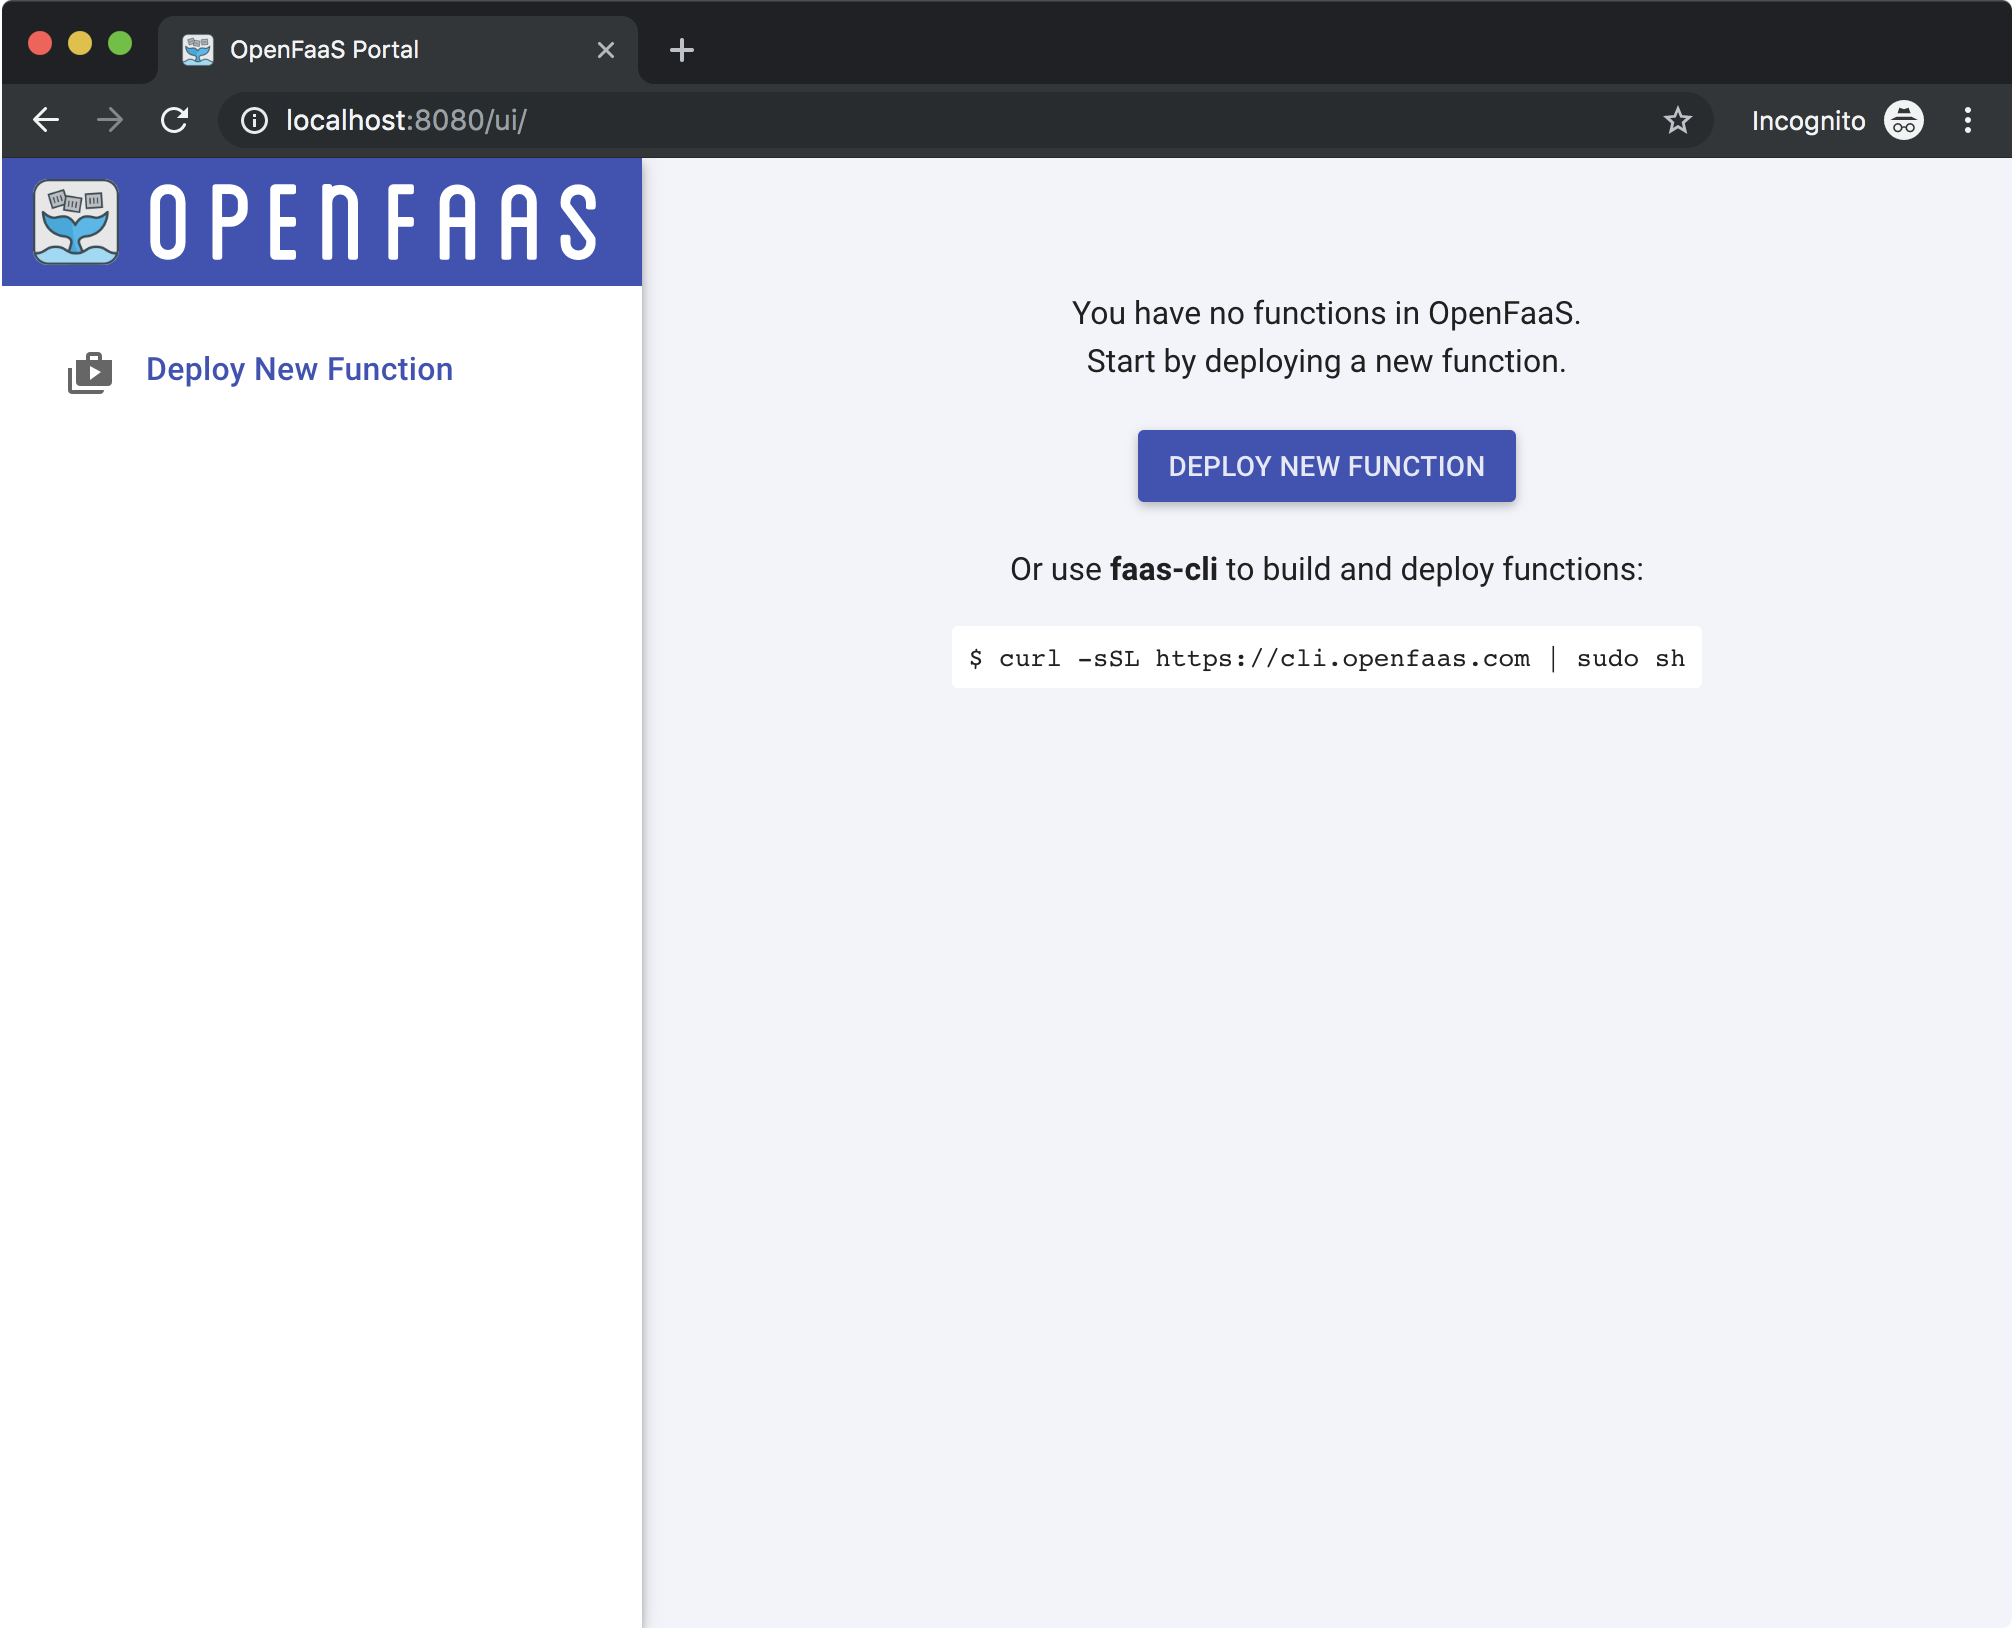 OpenFaaS Portal
localhost:8080/ui/
Incognito
OPENFAAS
Deploy New Function
You have no functions in OpenFaaS.
Start by deploying a new function.
DEPLOY NEW FUNCTION
Or use faas-cli to build and deploy functions:
$ curl -sSL https://cli.openfaas.com | sudo sh